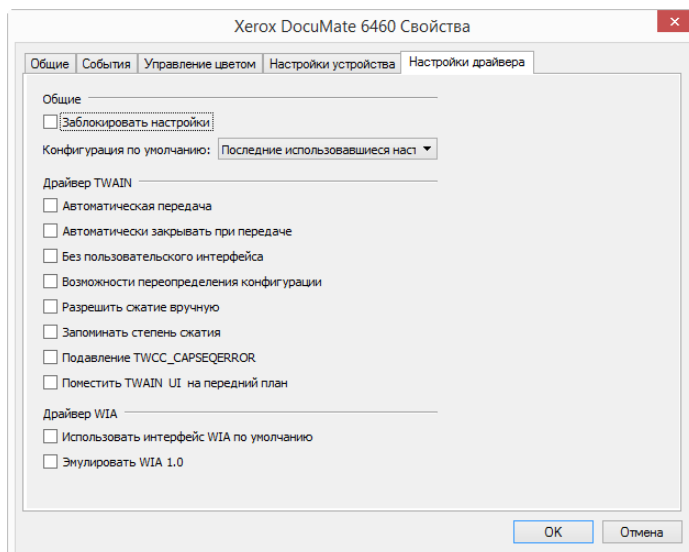 Xerox DocuMate 6460 Свойства
Общие События Управление цветом Настройки устройства Настройки драйвера
Общие
Заблокировать настройки
Конфигурация по умолчанию: Последние использовавшиеся наст
Драйвер TWAIN
Автоматическая передача
Автоматически закрывать при передаче
Без пользовательского интерфейса
Возможности переопределения конфигурации
Разрешить сжатие вручную
Запоминать степень сжатия
Подавление TWCC_CAPSEQERROR
Поместить TWAIN UI на передний план
Драйвер WIA
Использовать интерфейс WIA по умолчанию
Эмулировать WIA 1.0
OK Отмена